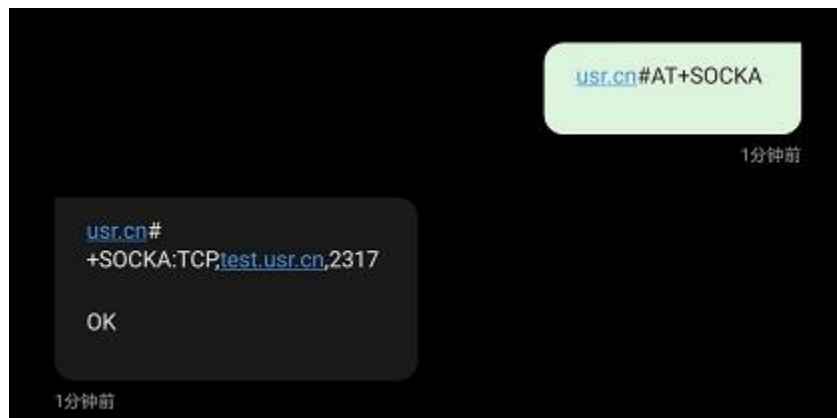 usr.cn#AT+SOCKA
1分钟前
usr.cn#
+SOCKA:TCP,test.usr.cn,2317
OK
1分钟前